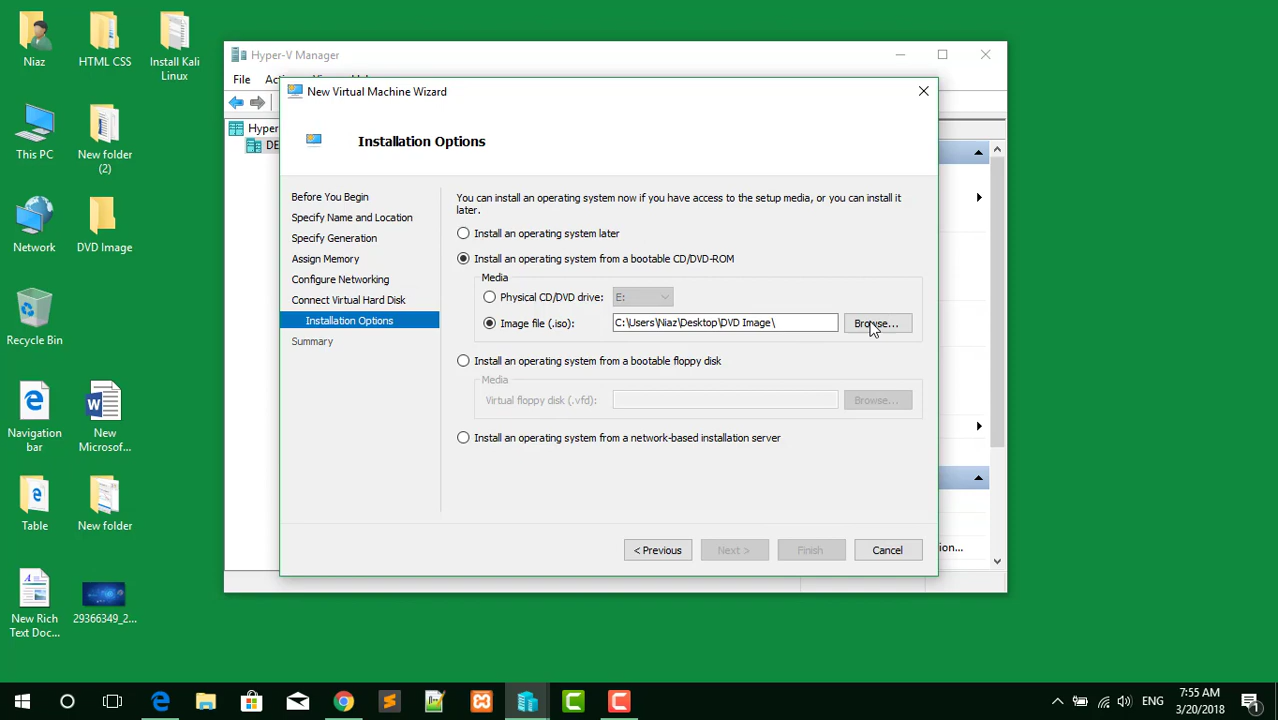 Niaz
HTML CSS
Install Kali
Linux
This PC
New folder
(2)
Network
DVD Image
Recycle Bin
Navigation
bar
New
Microsof...
Table
New folder
New Rich
Text Doc...
29366349_2...
Hyper-V Manager
File
Hyper
DE
ion...
New Virtual Machine Wizard
Installation Options
Before You Begin
Specify Name and Location
Specify Generation
Assign Memory
Configure Networking
Connect Virtual Hard Disk
Installation Options
Summary
You can install an operating system now if you have access to the setup media, or you can install it
later.
Install an operating system later
Install an operating system from a bootable CD/DVD-ROM
Media
Physical CD/DVD drive: E:
Image file (.iso): C:\Users\Niaz\Desktop\DVD Image\ Browse...
Install an operating system from a bootable floppy disk
Media
Virtual floppy disk (.vfd): Browse...
Install an operating system from a network-based installation server
< Previous Next > Finish Cancel
ENG
7:55 AM
3/20/2018
1